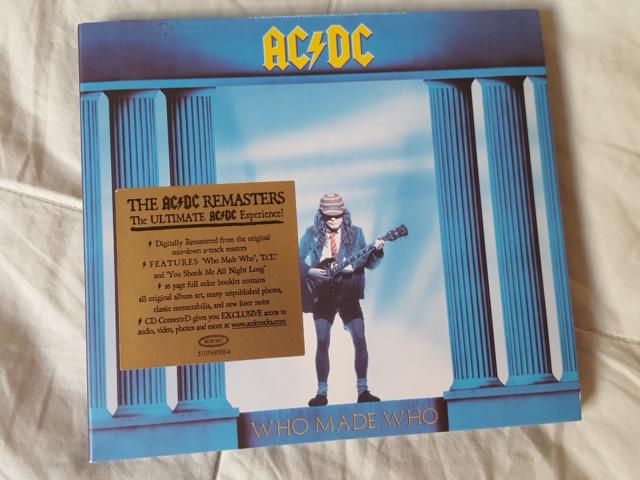 AC⚡DC
THE AC⚡DC REMASTERS
The ULTIMATE AC⚡DC Experience!
Digitally Remastered from the original
mix-down 2-track masters
FEATURES "Who Made Who", "D.T."
and "You Shook Me All Night Long"
16 page full color booklet contains
all original album art, many unpublished photos,
classic memorabilia, and new liner notes
CD ConnecteD gives you EXCLUSIVE access to
audio, video, photos and more at www.acdcrocks.com
epic
5107692004
WHO MADE WHO